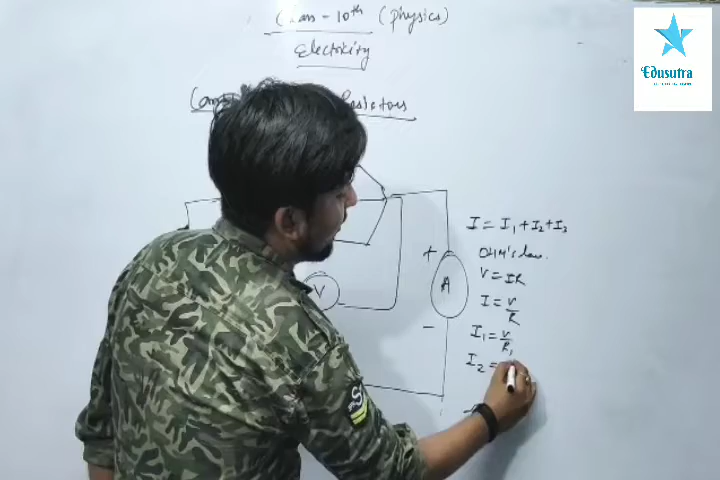 Class - 10th (Physics)
Electricity
Resistors
I = I1 + I2 + I3
OHM's law.
V = IR
I = V/R
I1 = V/R1
I2 =
V
+
A
-
Edusutra